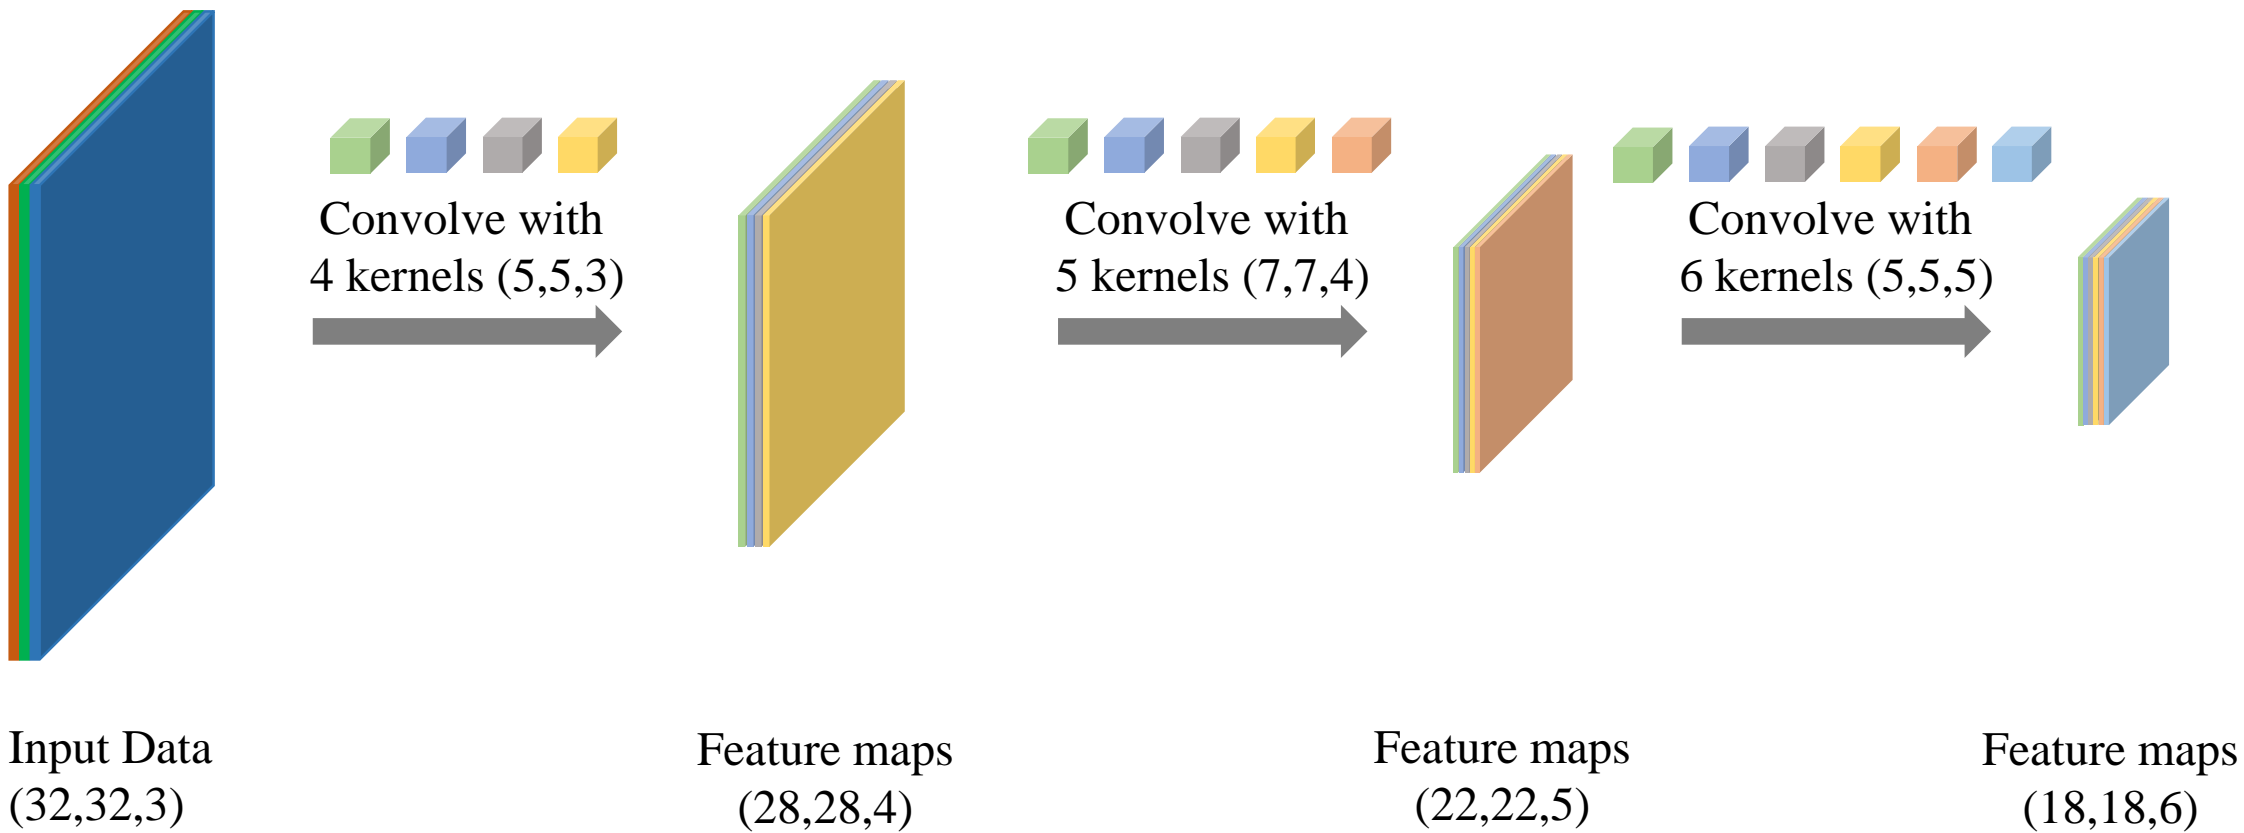 Convolve with
4 kernels (5,5,3)
Convolve with
5 kernels (7,7,4)
Convolve with
6 kernels (5,5,5)
Input Data
(32,32,3)
Feature maps
(28,28,4)
Feature maps
(22,22,5)
Feature maps
(18,18,6)